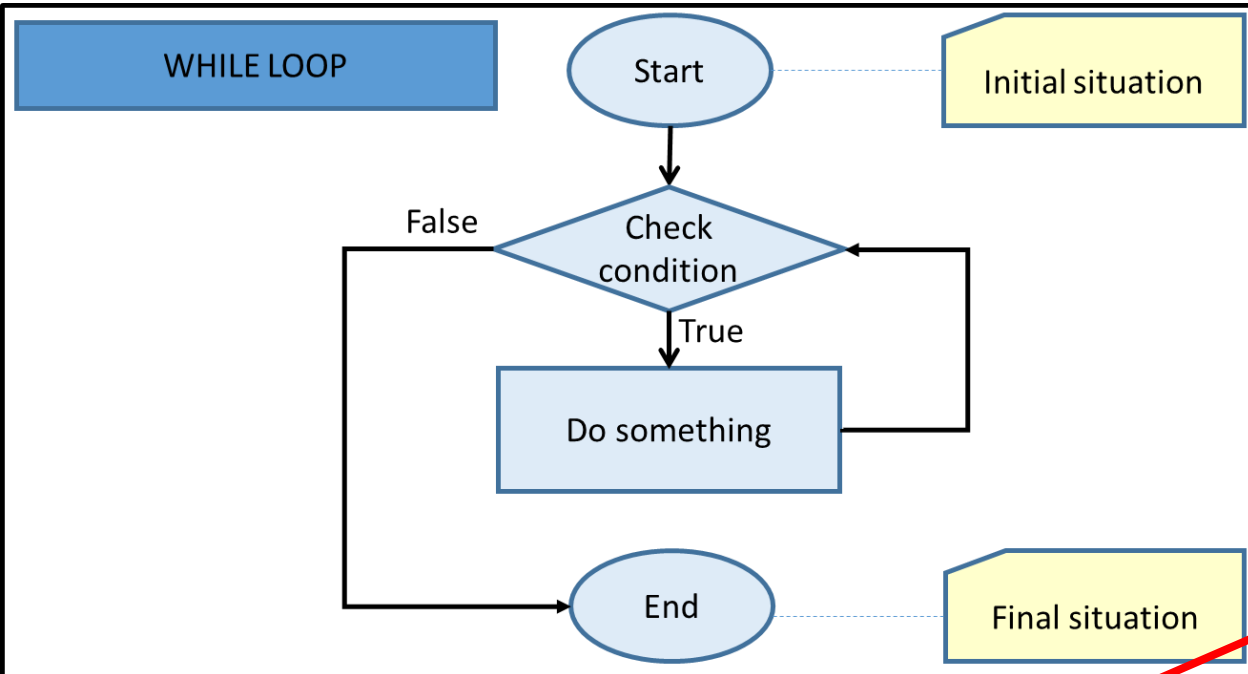 WHILE LOOP
Start
Initial situation
False
Check
condition
True
Do something
End
Final situation